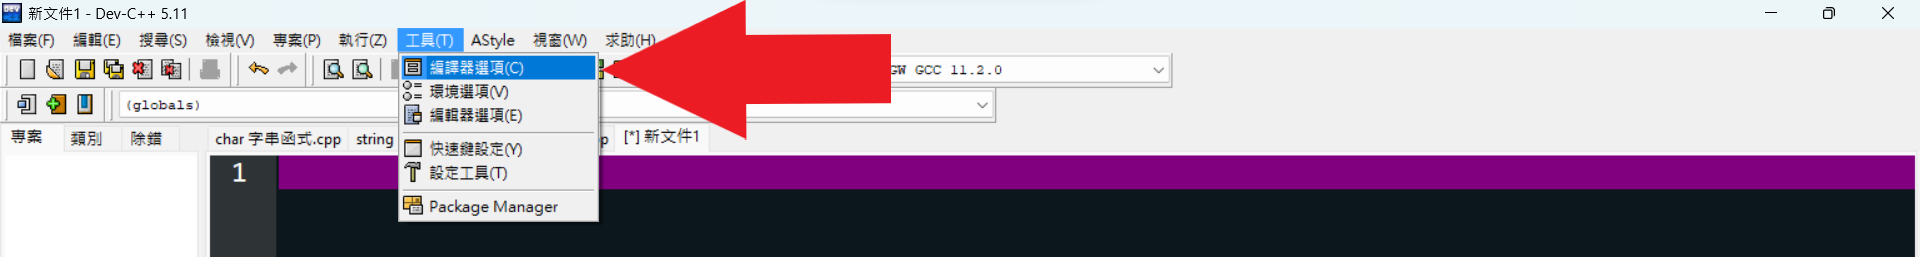 新文件1 - Dev-C++ 5.11
檔案(F) 編輯(E) 搜尋(S) 檢視(V) 專案(P) 執行(Z) 工具(T) AStyle 視窗(W) 求助(H)
編譯器選項(C)
GW GCC 11.2.0
環境選項(V)
(globals)
編輯器選項(E)
專案 類別 除錯
char 字串函式.cpp string [*] 新文件1
快速鍵設定(Y)
1
設定工具(T)
Package Manager